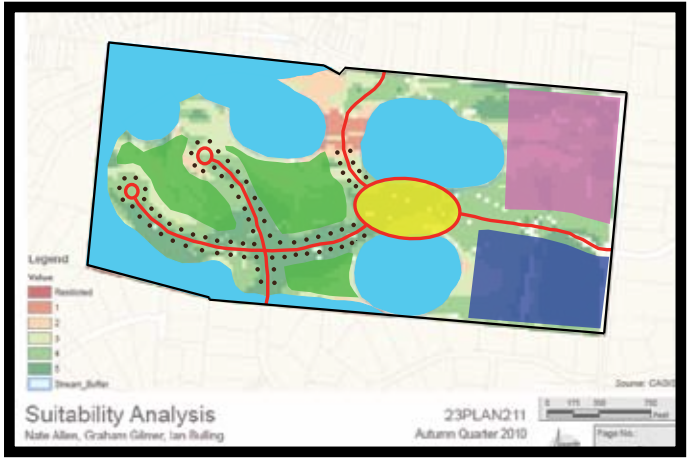 Legend
Value
Restricted
1
2
3
4
5
Stream_Buffer
Source: CAGIS
Suitability Analysis
Nate Allen, Graham Gilmer, Ian Bulling
23PLAN211
Autumn Quarter 2010
0
Feet
Page No.: